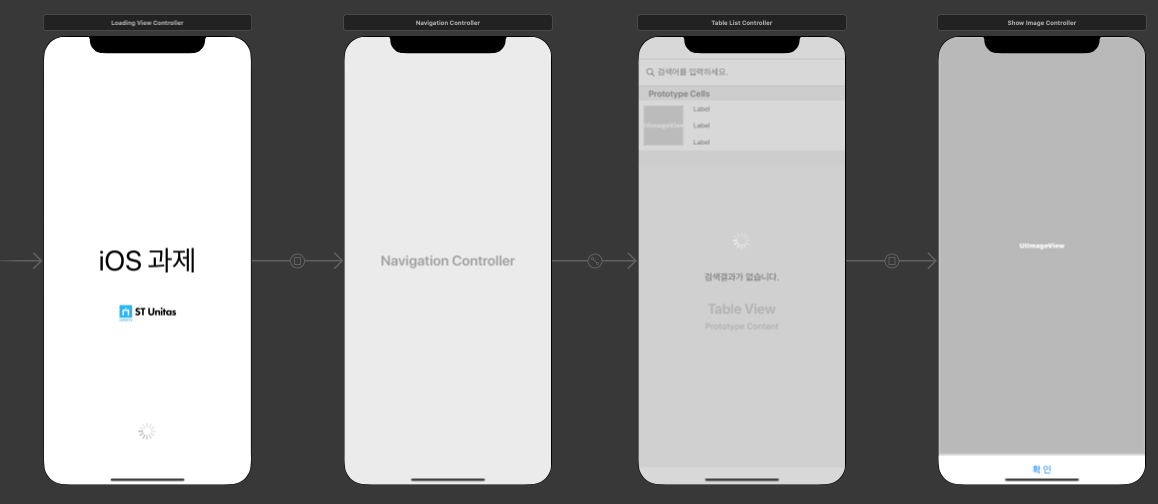 Loading View Controller
Navigation Controller
Table List Controller
Show Image Controller
iOS 과제
ST Unitas
Navigation Controller
검색어를 입력하세요.
Prototype Cells
UIImageView
Label
Label
Label
검색결과가 없습니다.
Table View
Prototype Content
UIImageView
확인